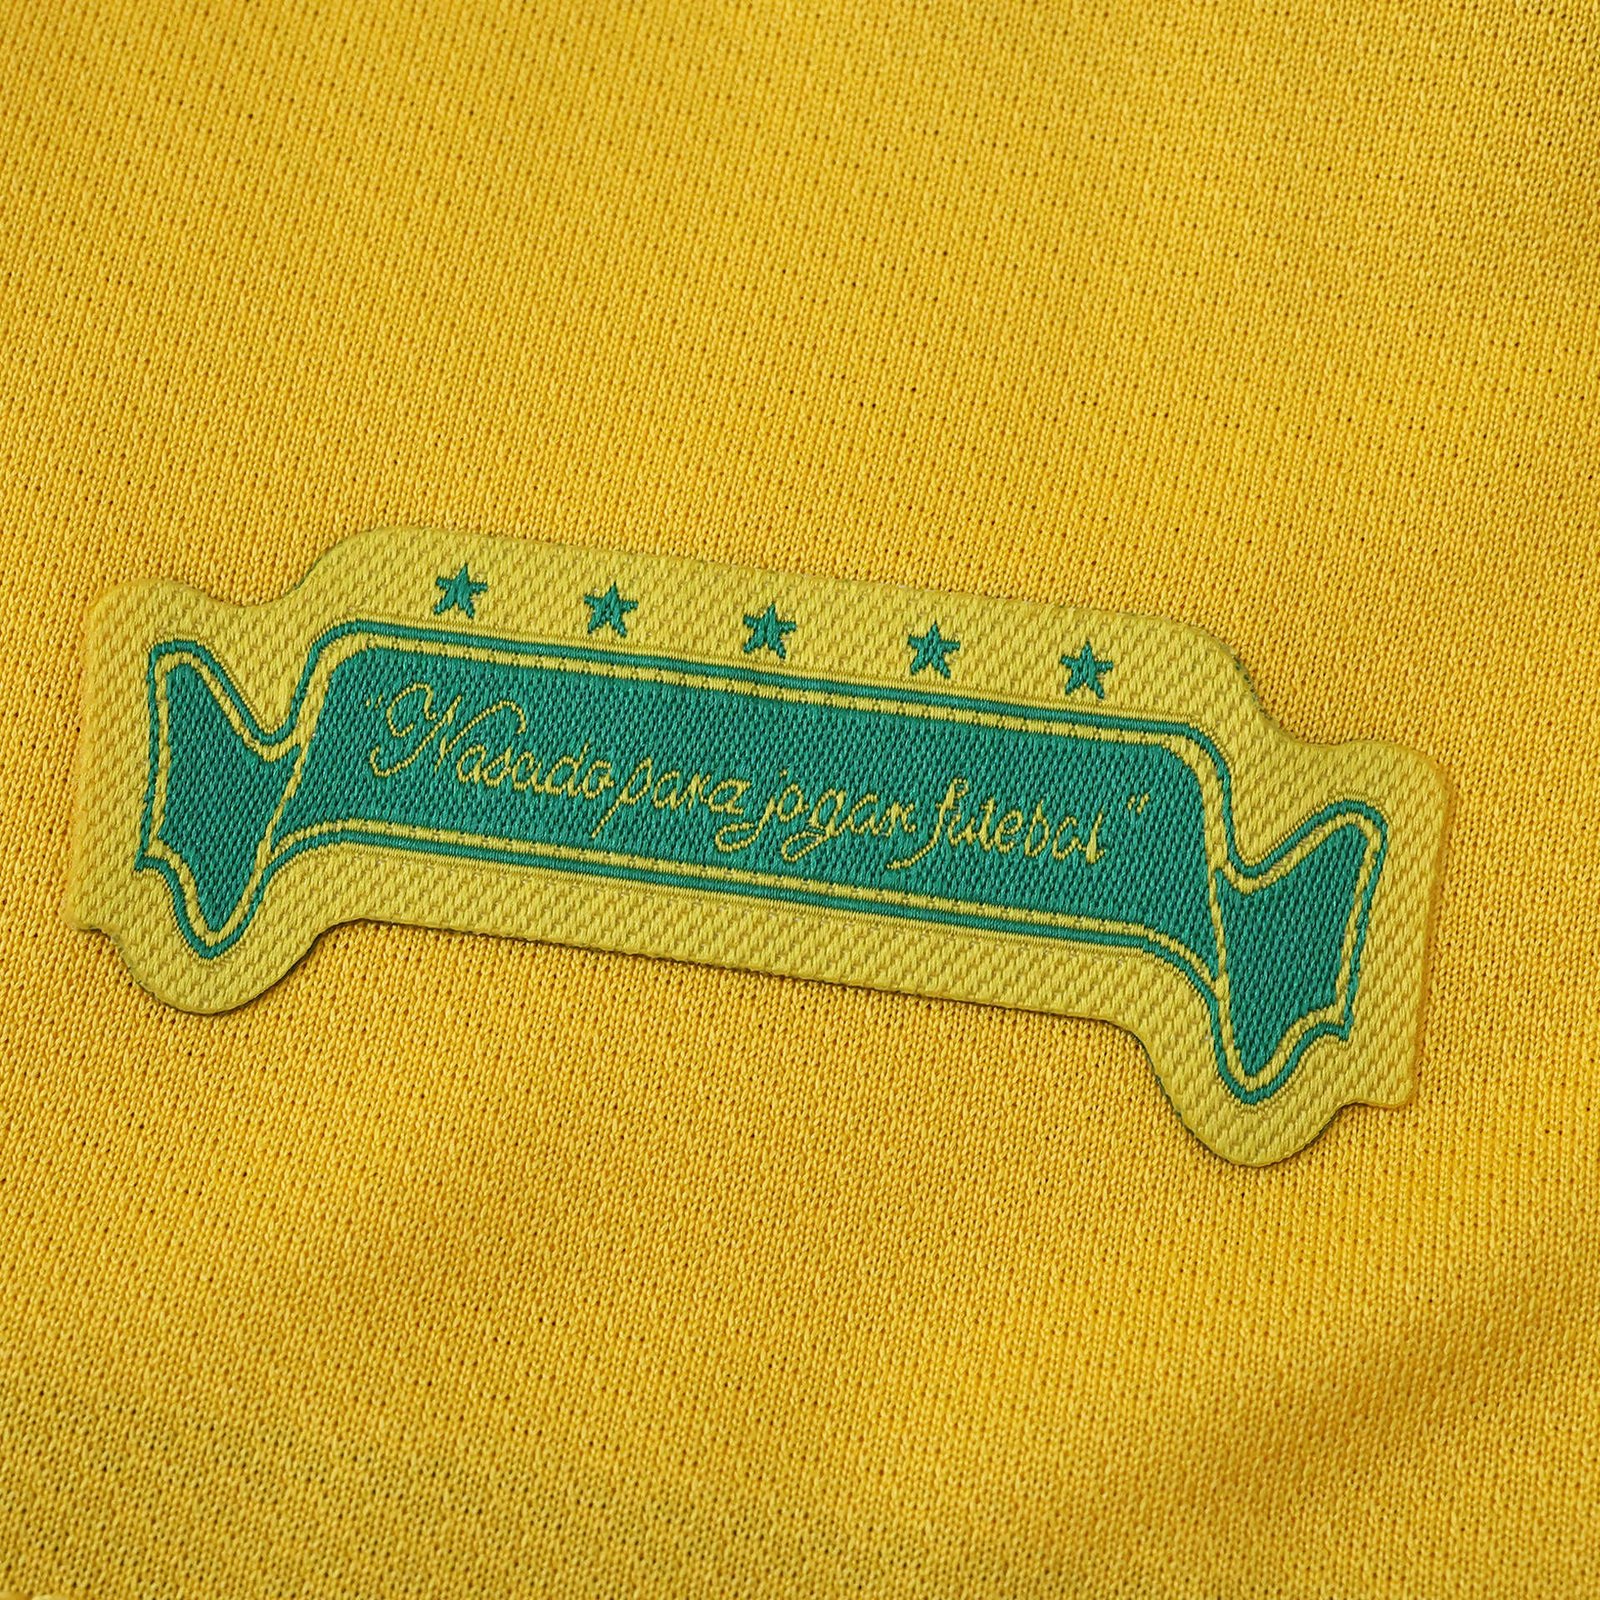 "Nascido para jogar futebol"